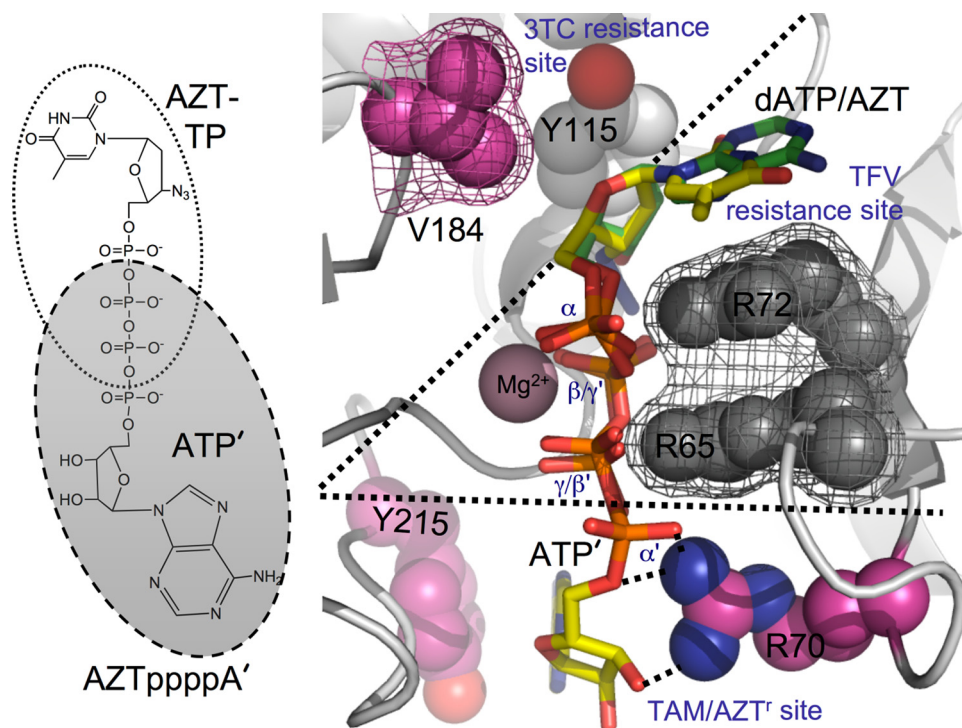 AZT-
TP
O
NH
O
N
O
O
N₃
O
O=P-O⁻
O
O=P-O⁻
O
O=P-O⁻
O
O=P-O⁻
O
HO
O
HO
N
N
N
N
NH₂
ATP′
AZTppppA′
3TC resistance
site
Y115
dATP/AZT
V184
TFV
resistance site
α
R72
Mg²⁺
β/γ'
R65
γ/β'
Y215
ATP′
α'
R70
TAM/AZTʳ site